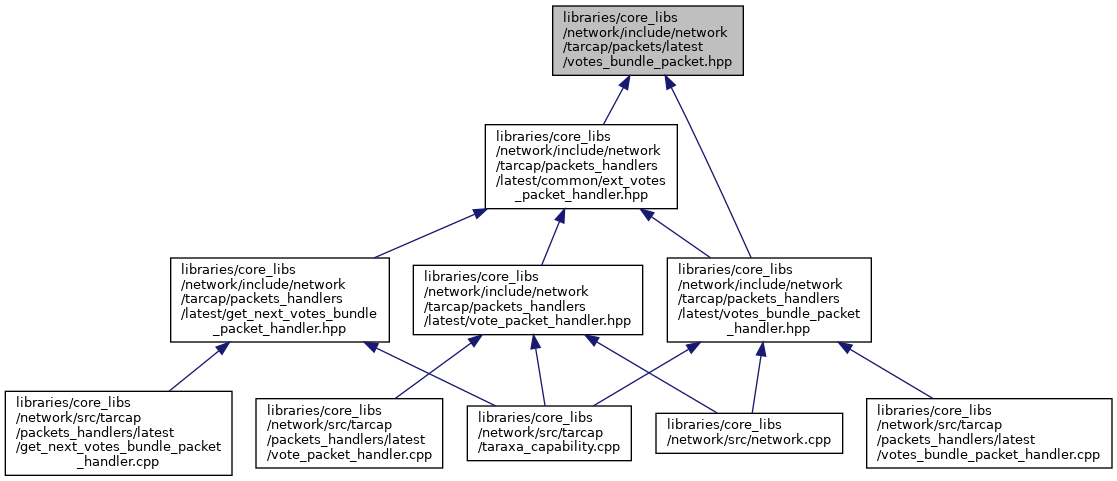 libraries/core_libs
/network/include/network
/tarcap/packets/latest
/votes_bundle_packet.hpp
libraries/core_libs
/network/include/network
/tarcap/packets_handlers
/latest/common/ext_votes
_packet_handler.hpp
libraries/core_libs
/network/include/network
/tarcap/packets_handlers
/latest/get_next_votes_bundle
_packet_handler.hpp
libraries/core_libs
/network/include/network
/tarcap/packets_handlers
/latest/vote_packet_handler.hpp
libraries/core_libs
/network/include/network
/tarcap/packets_handlers
/latest/votes_bundle_packet
_handler.hpp
libraries/core_libs
/network/src/tarcap
/packets_handlers/latest
/get_next_votes_bundle_packet
_handler.cpp
libraries/core_libs
/network/src/tarcap
/packets_handlers/latest
/vote_packet_handler.cpp
libraries/core_libs
/network/src/tarcap
/taraxa_capability.cpp
libraries/core_libs
/network/src/network.cpp
libraries/core_libs
/network/src/tarcap
/packets_handlers/latest
/votes_bundle_packet_handler.cpp